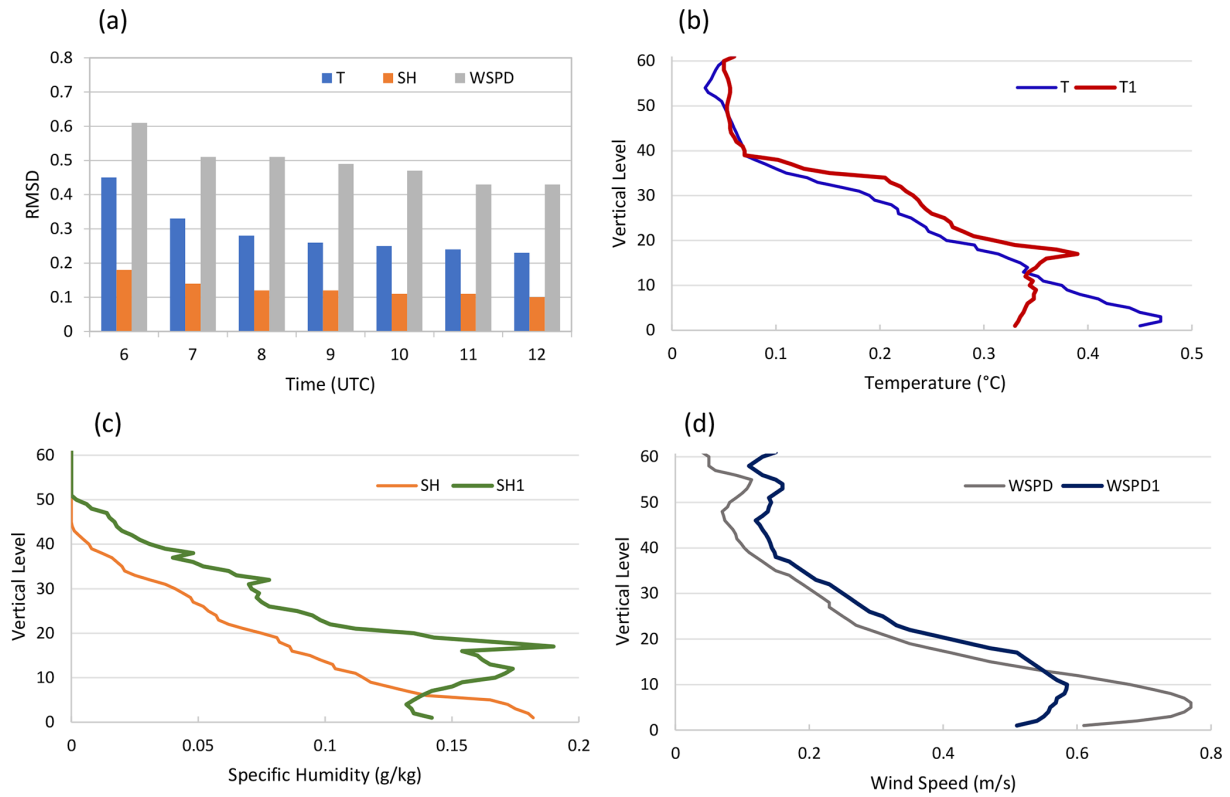 (a)
0.8
0.7
0.6
0.5
0.4
0.3
0.2
0.1
0
RMSD
T SH WSPD
6 7 8 9 10 11 12
Time (UTC)
(b)
60
50
40
30
20
10
0
Vertical Level
T T1
0 0.1 0.2 0.3 0.4 0.5
Temperature (°C)
(c)
60
50
40
30
20
10
0
Vertical Level
SH SH1
0 0.05 0.1 0.15 0.2
Specific Humidity (g/kg)
(d)
60
50
40
30
20
10
0
Vertical Level
WSPD WSPD1
0 0.2 0.4 0.6 0.8
Wind Speed (m/s)